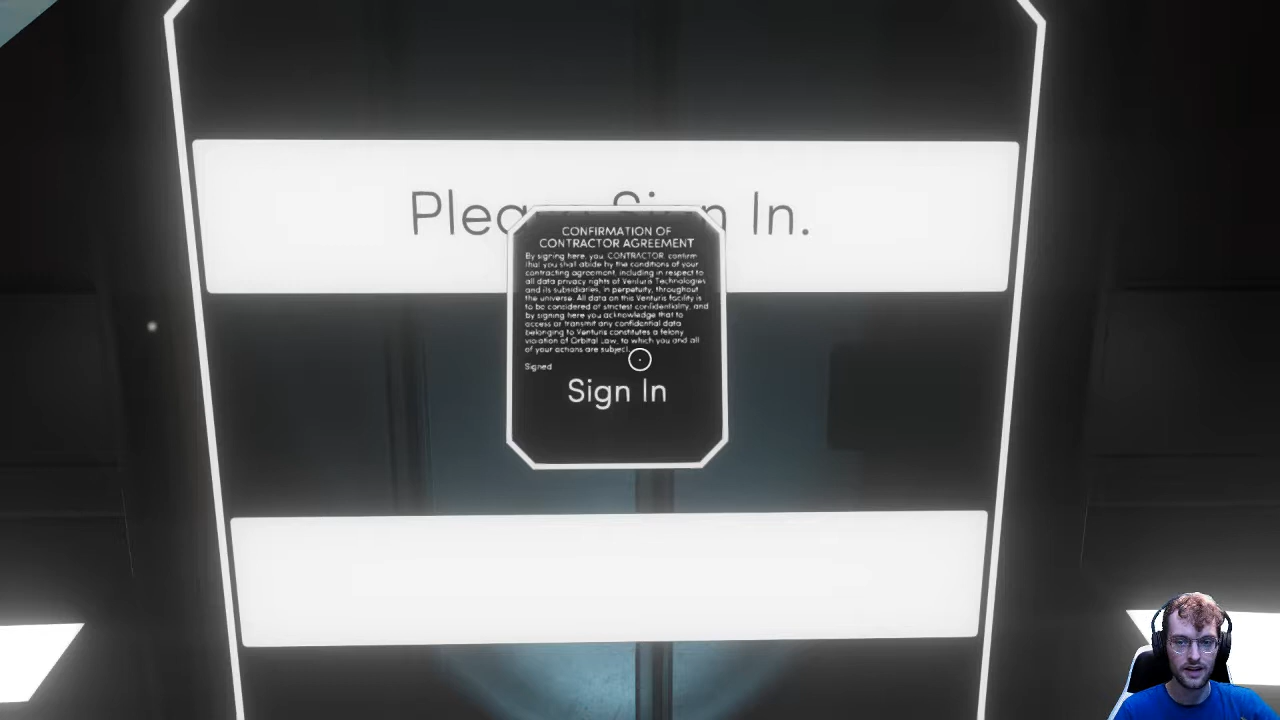 Please Sign In.
CONFIRMATION OF
CONTRACTOR AGREEMENT
By signing here, you CONTRACTOR confirm
that you shall abide by the conditions of your
contracting agreement, including in respect to
all data privacy rights of Venturis Technologies
and its subsidiaries, in perpetuity, throughout
the universe. All data on this Venturis facility is
to be considered of strictest confidentiality, and
by signing here you acknowledge that to
access or transmit any confidential data
belonging to Venturis constitutes a felony
violation of Orbital Law, to which you and all
of your actions are subject.
Signed
Sign In